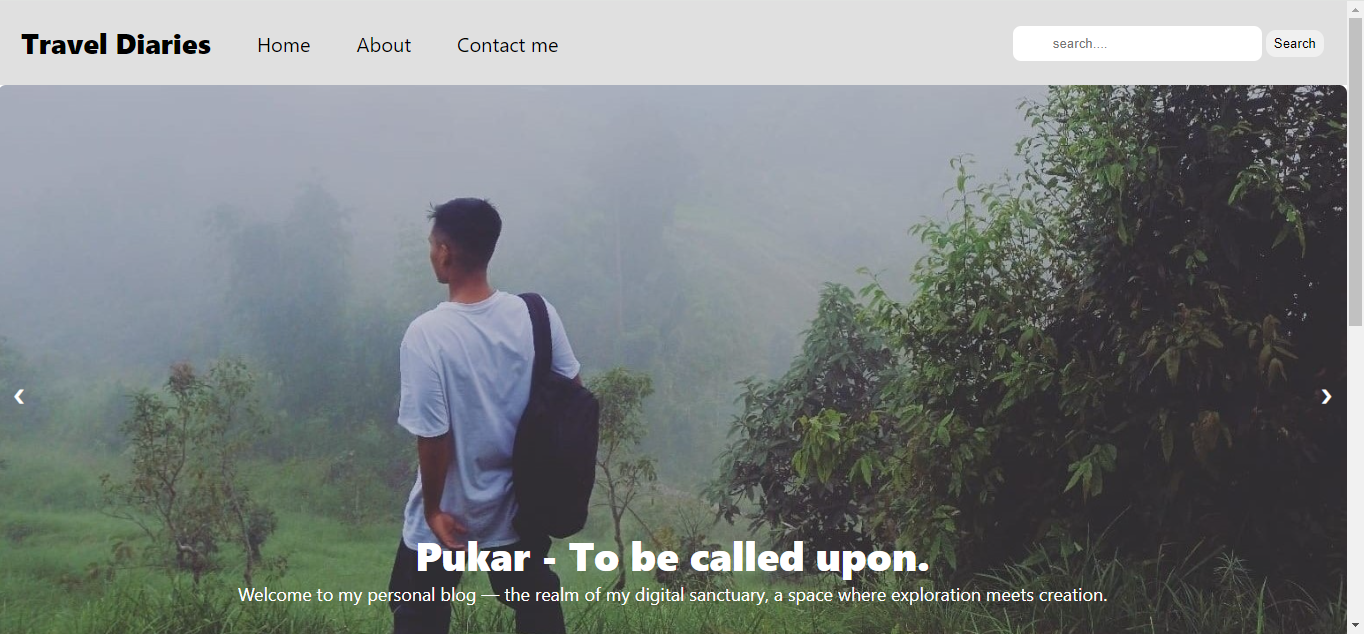 Travel Diaries Home About Contact me search.... Search
❮ ❯
Pukar - To be called upon.
Welcome to my personal blog — the realm of my digital sanctuary, a space where exploration meets creation.